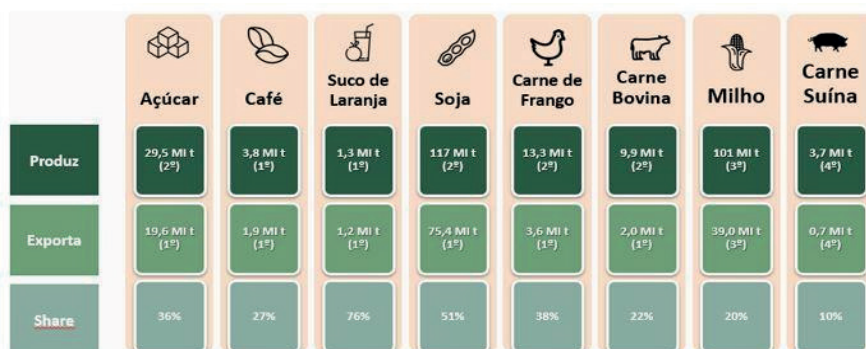 Açúcar
Café
Suco de
Laranja
Soja
Carne de
Frango
Carne
Bovina
Milho
Carne
Suína
Produz
29,5 MI t
(2º)
3,8 MI t
(1º)
1,3 MI t
(1º)
117 MI t
(2º)
13,3 MI t
(2º)
9,9 MI t
(2º)
101 MI t
(3º)
3,7 MI t
(4º)
Exporta
19,6 MI t
(1º)
1,9 MI t
(1º)
1,2 MI t
(1º)
75,4 MI t
(1º)
3,6 MI t
(1º)
2,0 MI t
(1º)
39,0 MI t
(3º)
0,7 MI t
(4º)
Share
36%
27%
76%
51%
38%
22%
20%
10%